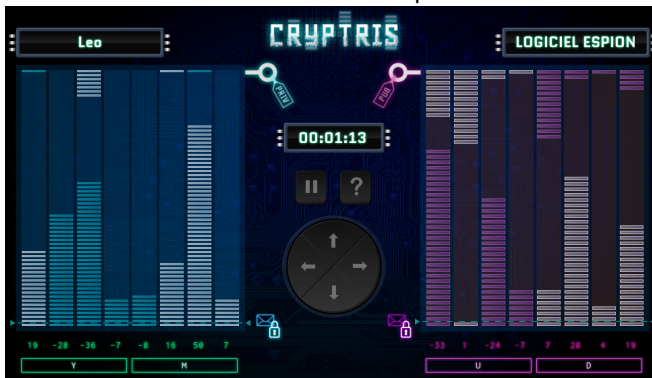 Leo
CRYPTRIS
LOGICIEL ESPION
PRIV
PUB
00:01:13
?
19 -28 -36 -7 -8 16 50 7
-33 1 -24 -7 7 28 4 19
Y M
U D